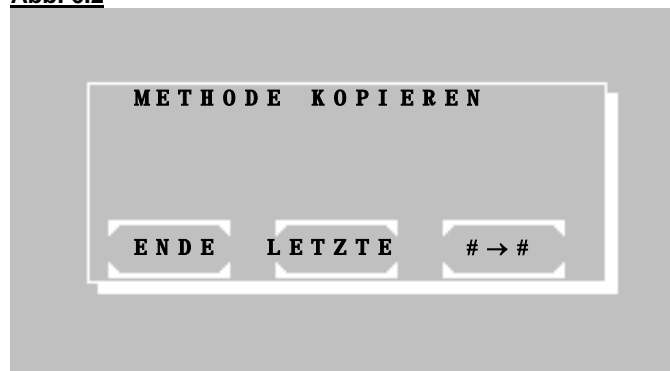 Abb. 6.2
METHODE KOPIEREN
ENDE LETZTE # → #